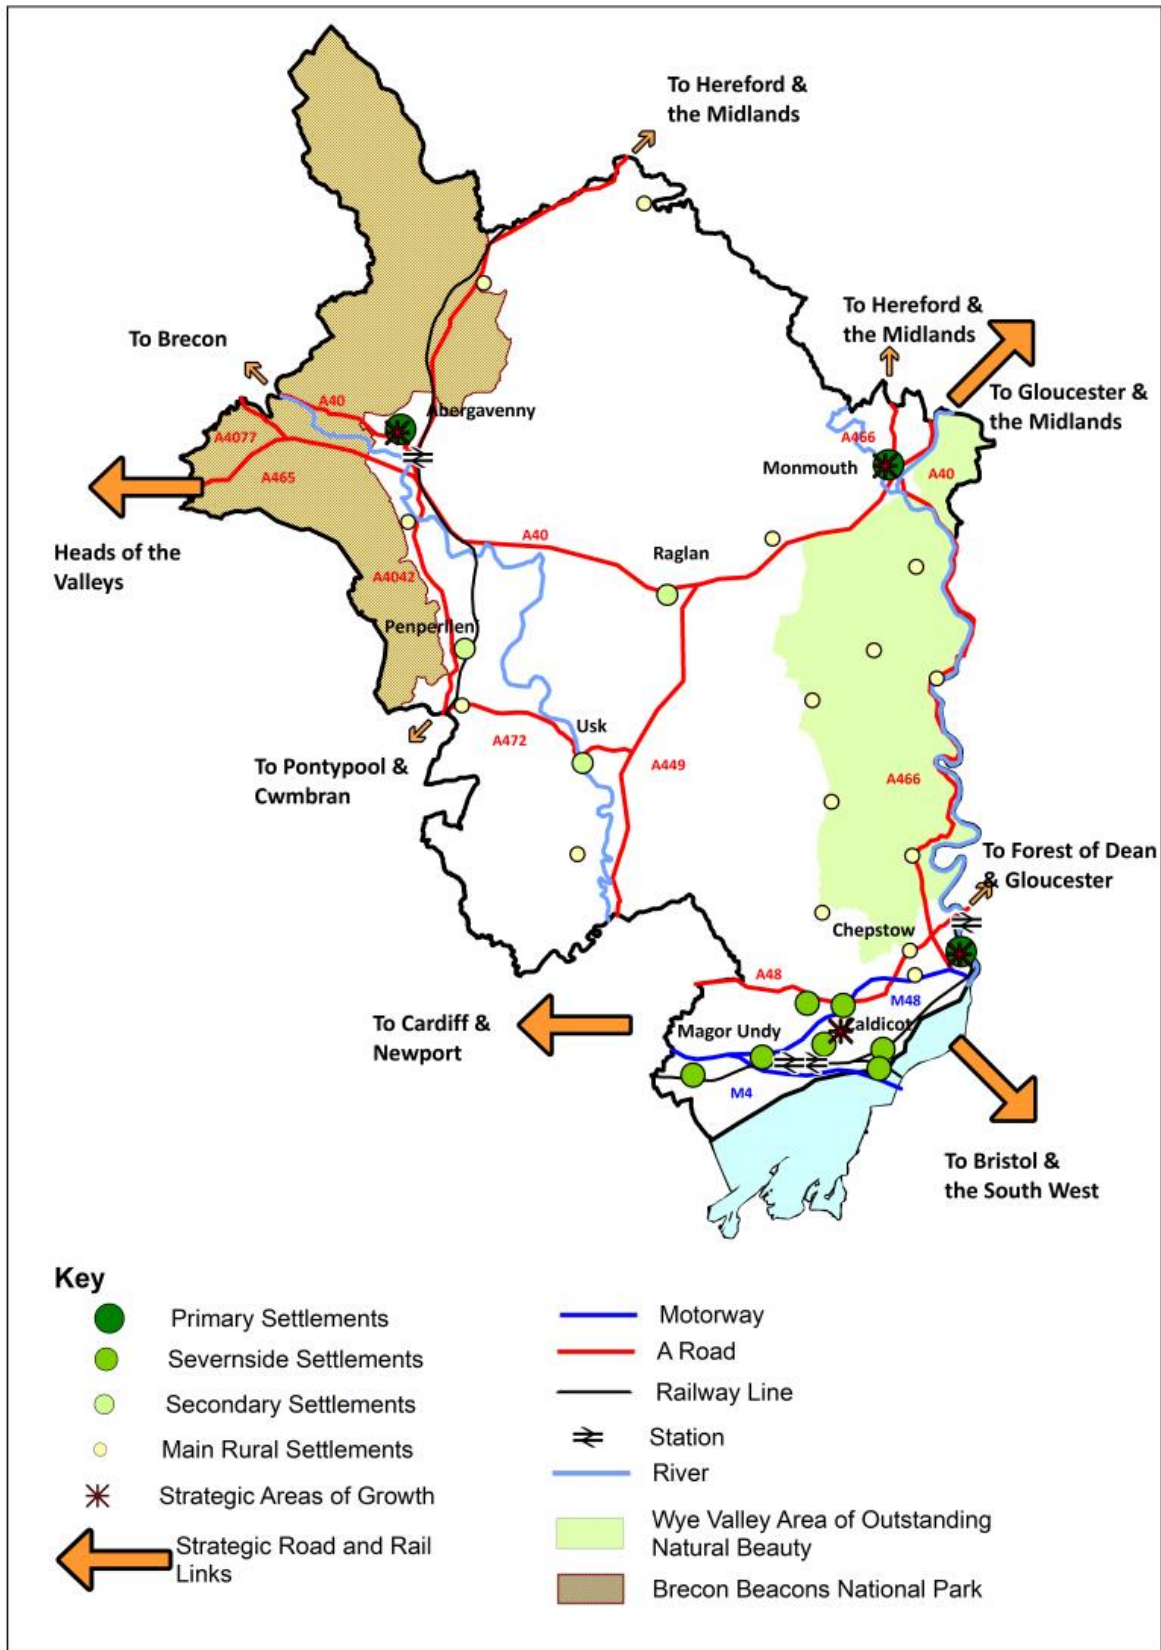 To Hereford &
the Midlands
To Hereford &
the Midlands
To Brecon
To Gloucester &
the Midlands
A40
Abergavenny
A4077
A466
Monmouth
A40
A465
Heads of the
Valleys
A40
Raglan
A4042
Penperlleni
Usk
A472
A449
To Pontypool &
Cwmbran
A466
To Forest of Dean
& Gloucester
Chepstow
A48
M48
To Cardiff &
Newport
Magor Undy
Caldicot
M4
To Bristol &
the South West
Key
Primary Settlements
Severnside Settlements
Secondary Settlements
Main Rural Settlements
Strategic Areas of Growth
Strategic Road and Rail
Links
Motorway
A Road
Railway Line
Station
River
Wye Valley Area of Outstanding
Natural Beauty
Brecon Beacons National Park